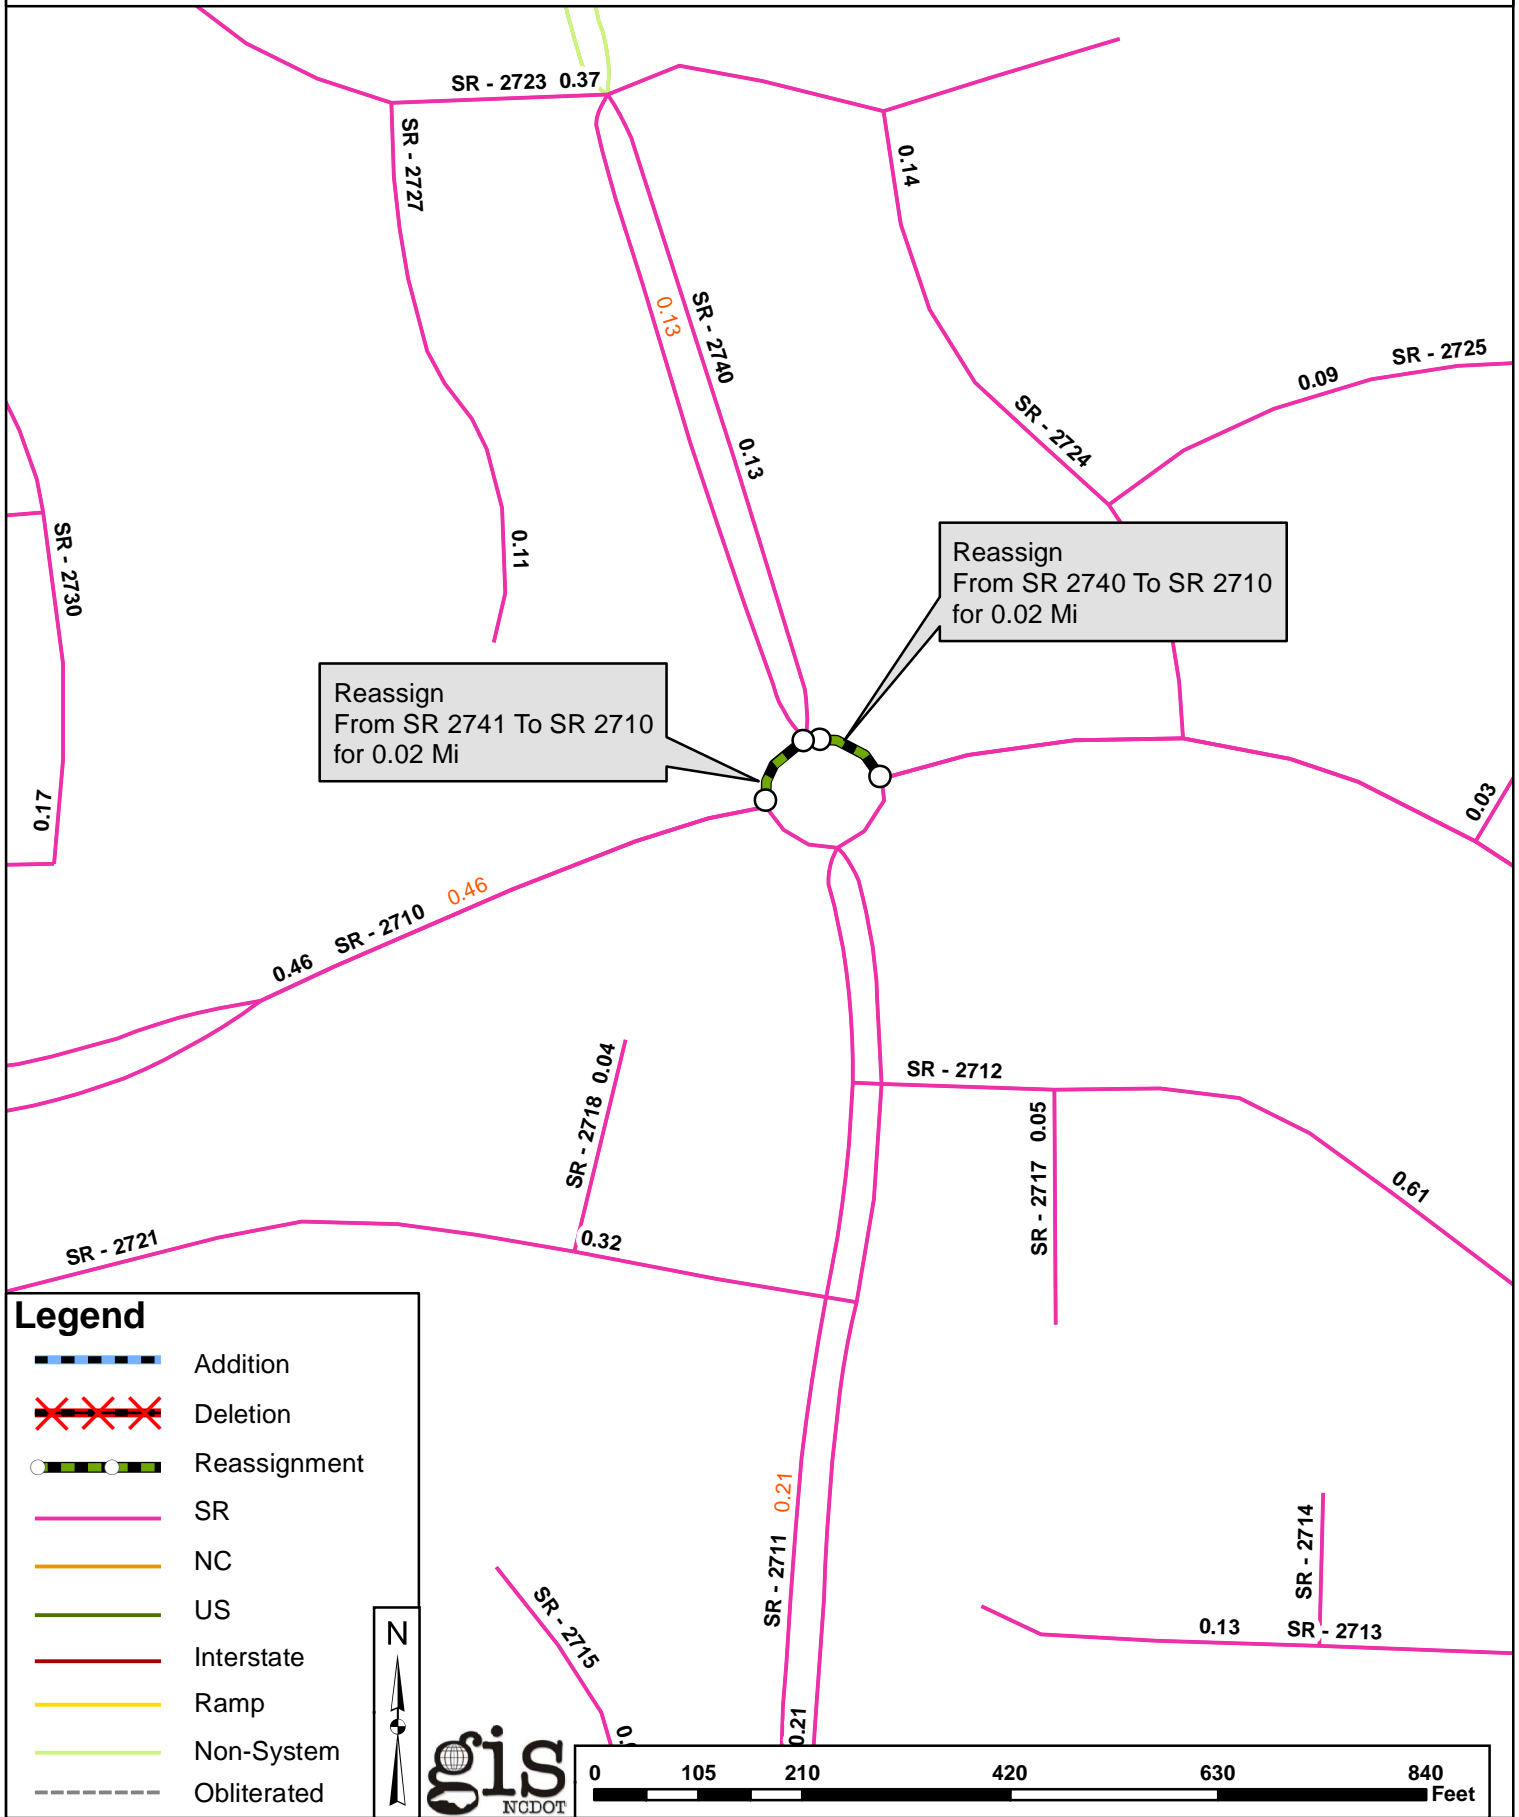 SR - 2723 0.37
SR - 2727
0.14
0.13
SR - 2740
SR - 2725
0.09
SR - 2724
0.13
SR - 2730
0.11
Reassign
From SR 2740 To SR 2710
for 0.02 Mi
Reassign
From SR 2741 To SR 2710
for 0.02 Mi
0.17
0.03
0.46
SR - 2710
0.46
SR - 2718 0.04
SR - 2712
SR - 2717 0.05
0.61
SR - 2721
0.32
Legend
Addition
Deletion
Reassignment
SR
NC
US
Interstate
Ramp
Non-System
Obliterated
N
SR - 2711 0.21
SR - 2714
0.13 SR - 2713
SR - 2715
0.21
gis
NCDOT
0 105 210 420 630 840
Feet